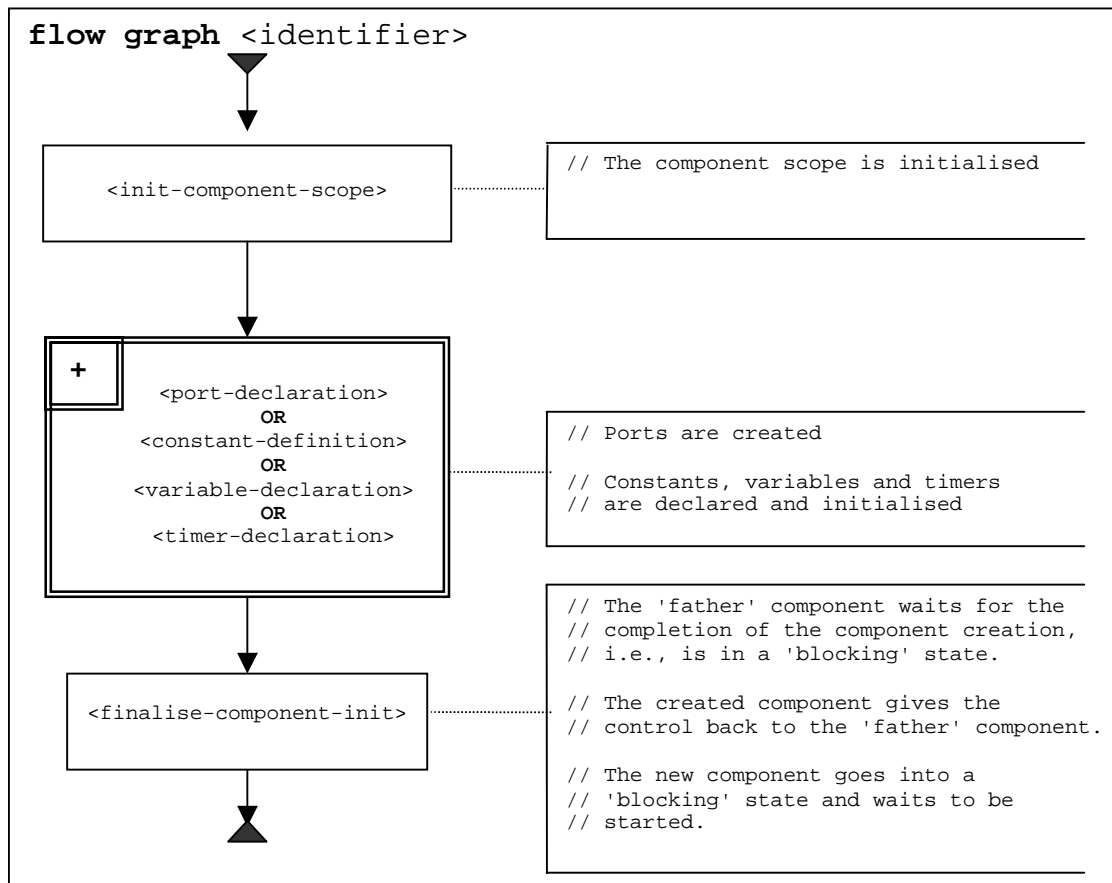 flow graph <identifier>
<init-component-scope>
// The component scope is initialised
+
<port-declaration>
OR
<constant-definition>
OR
<variable-declaration>
OR
<timer-declaration>
// Ports are created
// Constants, variables and timers
// are declared and initialised
<finalise-component-init>
// The 'father' component waits for the
// completion of the component creation,
// i.e., is in a 'blocking' state.
// The created component gives the
// control back to the 'father' component.
// The new component goes into a
// 'blocking' state and waits to be
// started.